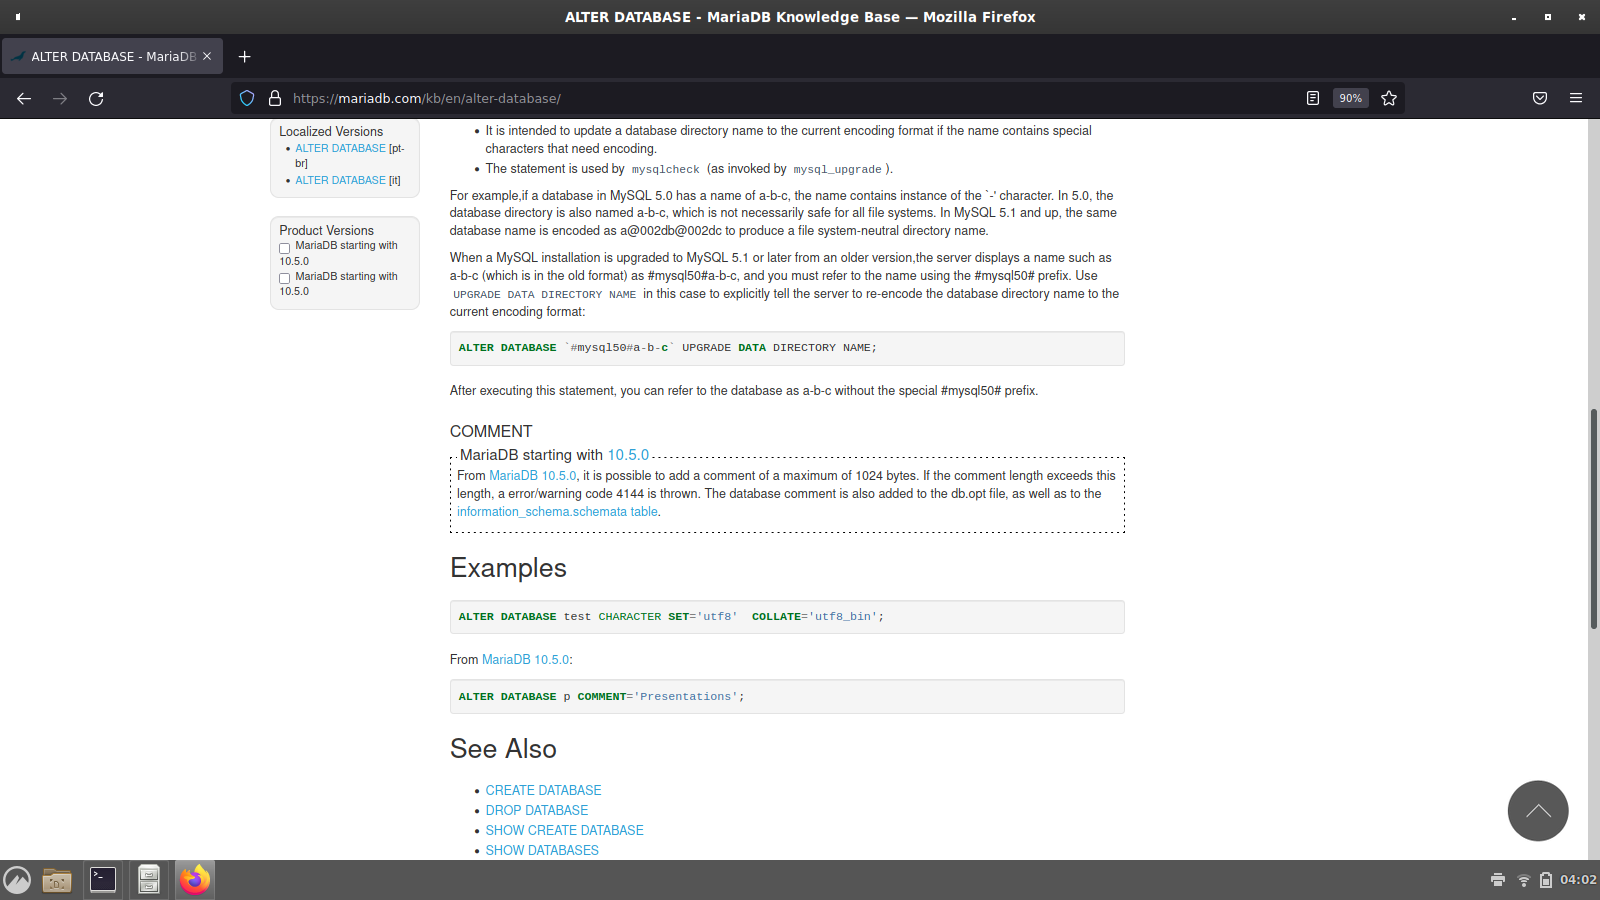 ALTER DATABASE - MariaDB Knowledge Base — Mozilla Firefox
ALTER DATABASE - MariaDB
https://mariadb.com/kb/en/alter-database/
90%
Localized Versions
ALTER DATABASE [pt-
br]
ALTER DATABASE [it]
Product Versions
MariaDB starting with
10.5.0
MariaDB starting with
10.5.0
• It is intended to update a database directory name to the current encoding format if the name contains special
characters that need encoding.
• The statement is used by mysqlcheck (as invoked by mysql_upgrade ).
For example,if a database in MySQL 5.0 has a name of a-b-c, the name contains instance of the `-' character. In 5.0, the
database directory is also named a-b-c, which is not necessarily safe for all file systems. In MySQL 5.1 and up, the same
database name is encoded as a@002db@002dc to produce a file system-neutral directory name.
When a MySQL installation is upgraded to MySQL 5.1 or later from an older version,the server displays a name such as
a-b-c (which is in the old format) as #mysql50#a-b-c, and you must refer to the name using the #mysql50# prefix. Use
UPGRADE DATA DIRECTORY NAME in this case to explicitly tell the server to re-encode the database directory name to the
current encoding format:
ALTER DATABASE `#mysql50#a-b-c` UPGRADE DATA DIRECTORY NAME;
After executing this statement, you can refer to the database as a-b-c without the special #mysql50# prefix.
COMMENT
MariaDB starting with 10.5.0
From MariaDB 10.5.0, it is possible to add a comment of a maximum of 1024 bytes. If the comment length exceeds this
length, a error/warning code 4144 is thrown. The database comment is also added to the db.opt file, as well as to the
information_schema.schemata table.
Examples
ALTER DATABASE test CHARACTER SET='utf8'  COLLATE='utf8_bin';
From MariaDB 10.5.0:
ALTER DATABASE p COMMENT='Presentations';
See Also
• CREATE DATABASE
• DROP DATABASE
• SHOW CREATE DATABASE
• SHOW DATABASES
04:02